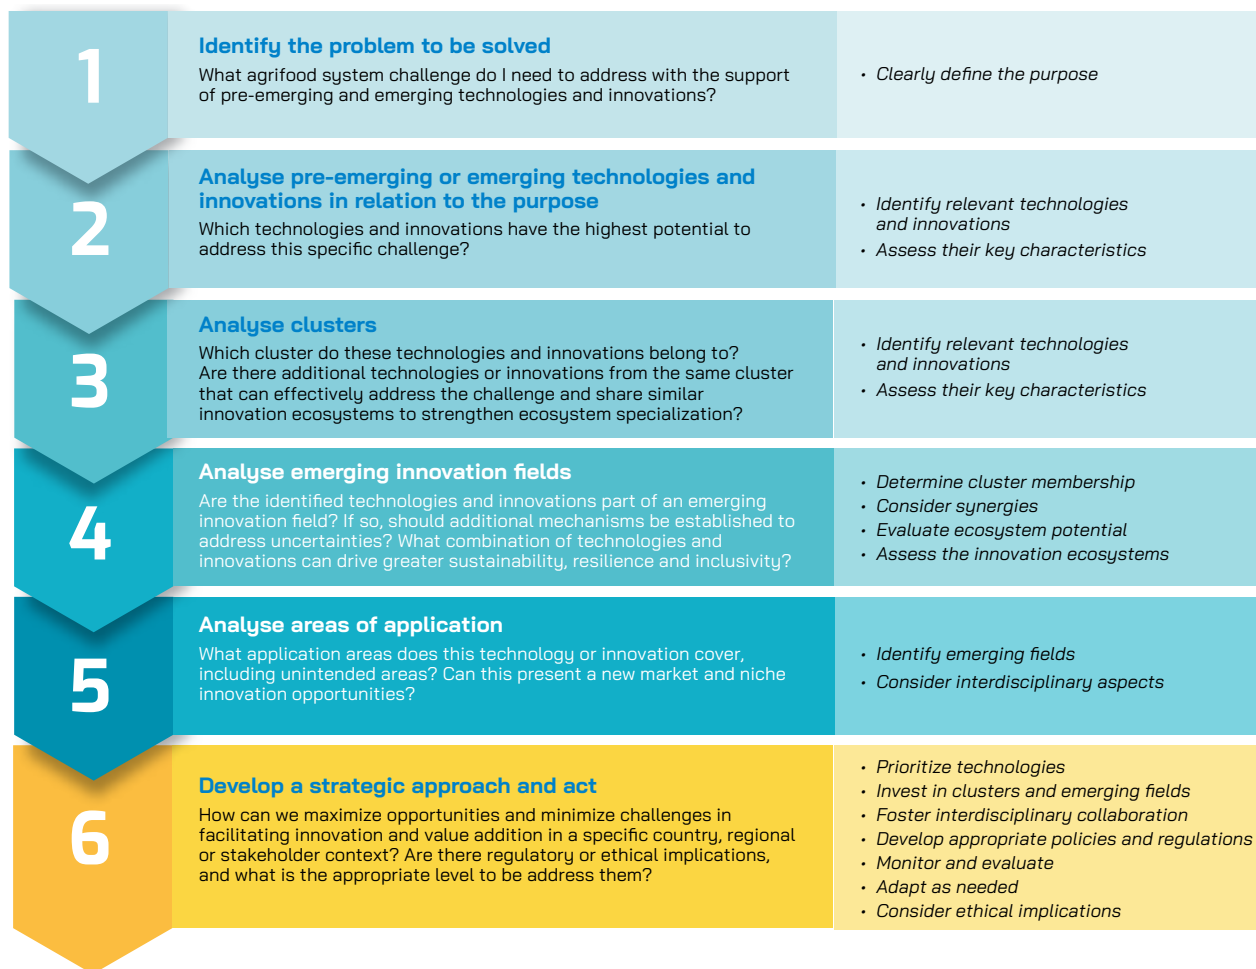 1
Identify the problem to be solved
What agrifood system challenge do I need to address with the support
of pre-emerging and emerging technologies and innovations?
• Clearly define the purpose
2
Analyse pre-emerging or emerging technologies and
innovations in relation to the purpose
Which technologies and innovations have the highest potential to
address this specific challenge?
• Identify relevant technologies
and innovations
• Assess their key characteristics
3
Analyse clusters
Which cluster do these technologies and innovations belong to?
Are there additional technologies or innovations from the same cluster
that can effectively address the challenge and share similar
innovation ecosystems to strengthen ecosystem specialization?
• Identify relevant technologies
and innovations
• Assess their key characteristics
4
Analyse emerging innovation fields
Are the identified technologies and innovations part of an emerging
innovation field? If so, should additional mechanisms be established to
address uncertainties? What combination of technologies and
innovations can drive greater sustainability, resilience and inclusivity?
• Determine cluster membership
• Consider synergies
• Evaluate ecosystem potential
• Assess the innovation ecosystems
5
Analyse areas of application
What application areas does this technology or innovation cover,
including unintended areas? Can this present a new market and niche
innovation opportunities?
• Identify emerging fields
• Consider interdisciplinary aspects
6
Develop a strategic approach and act
How can we maximize opportunities and minimize challenges in
facilitating innovation and value addition in a specific country, regional
or stakeholder context? Are there regulatory or ethical implications,
and what is the appropriate level to be address them?
• Prioritize technologies
• Invest in clusters and emerging fields
• Foster interdisciplinary collaboration
• Develop appropriate policies and regulations
• Monitor and evaluate
• Adapt as needed
• Consider ethical implications